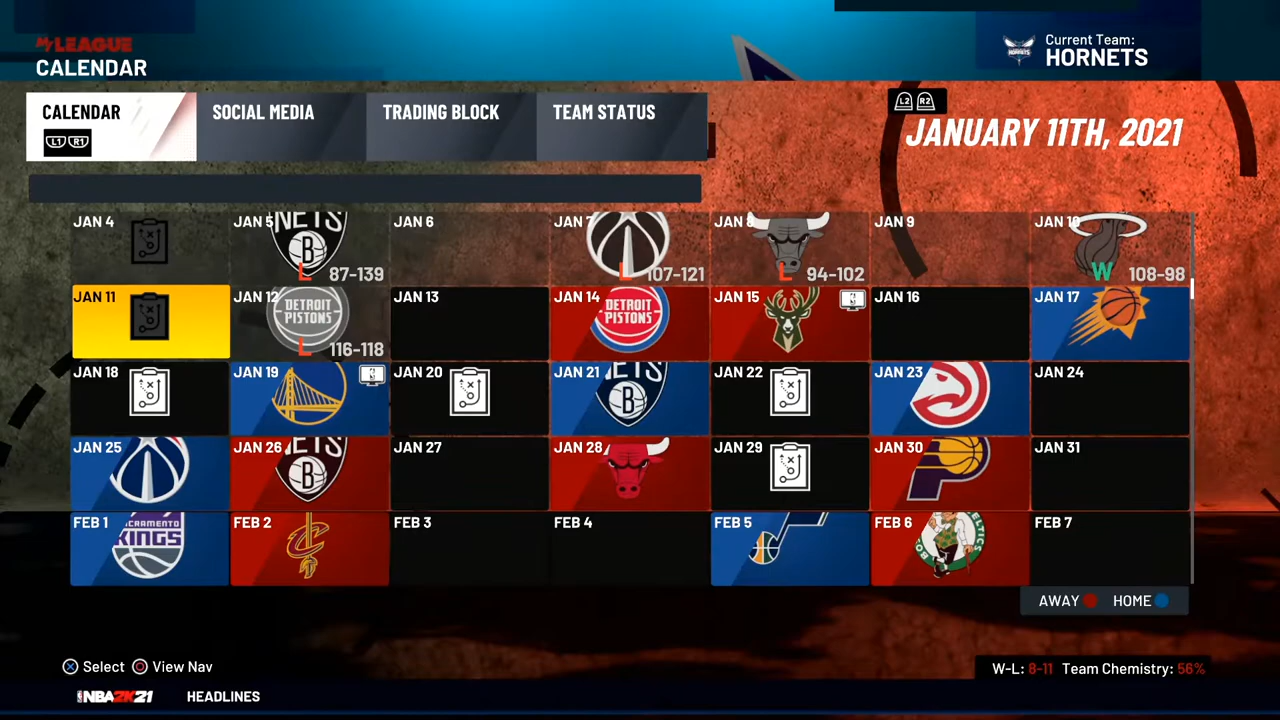 MyLEAGUE
CALENDAR
Current Team:
HORNETS
CALENDAR
L1 R1
SOCIAL MEDIA
TRADING BLOCK
TEAM STATUS
L2 R2
JANUARY 11TH, 2021
JAN 4
JAN 5 NETS B L 87-139
JAN 6
JAN 7 L 107-121
JAN 8 L 94-102
JAN 9
JAN 10 W 108-98
JAN 11
JAN 12 DETROIT PISTONS L 116-118
JAN 13
JAN 14 DETROIT PISTONS
JAN 15
JAN 16
JAN 17
JAN 18
JAN 19
JAN 20
JAN 21 NETS B
JAN 22
JAN 23
JAN 24
JAN 25
JAN 26 NETS B
JAN 27
JAN 28
JAN 29
JAN 30
JAN 31
FEB 1 SACRAMENTO KINGS
FEB 2
FEB 3
FEB 4
FEB 5
FEB 6 CELTICS
FEB 7
AWAY HOME
Select View Nav
W-L: 8-11 Team Chemistry: 56%
NBA2K21 HEADLINES